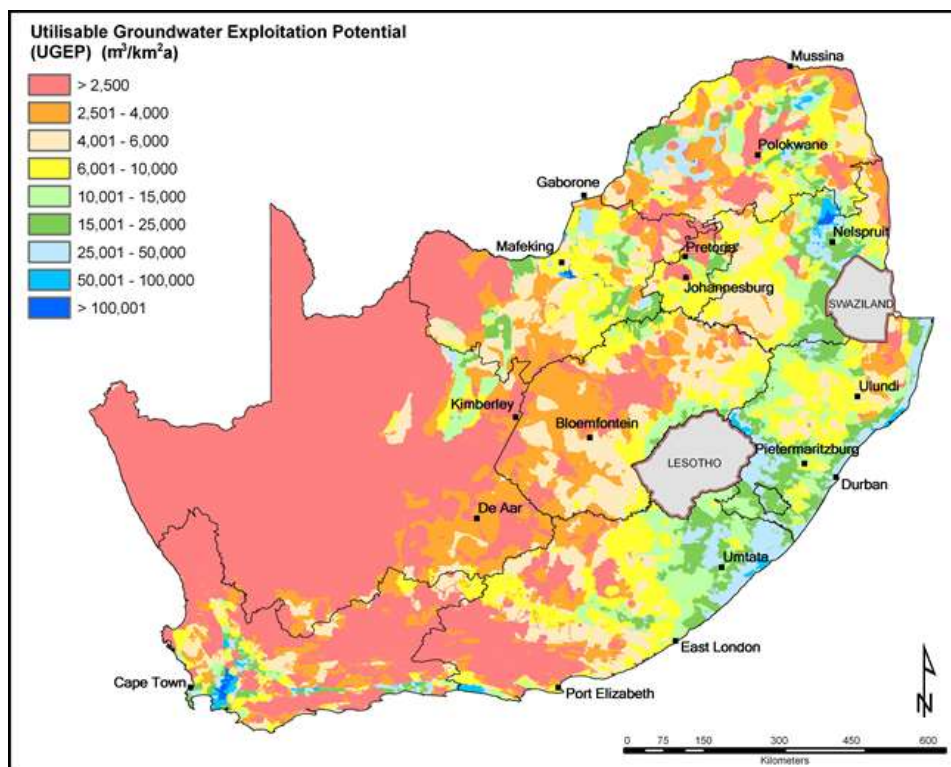 Utilisable Groundwater Exploitation Potential
(UGEP) (m³/km²a)
> 2,500
2,501 - 4,000
4,001 - 6,000
6,001 - 10,000
10,001 - 15,000
15,001 - 25,000
25,001 - 50,000
50,001 - 100,000
> 100,001
Mussina
Polokwane
Gaborone
Nelspruit
Mafeking
Pretoria
Johannesburg
SWAZILAND
Ulundi
Kimberley
Bloemfontein
LESOTHO
Pietermaritzburg
Durban
De Aar
Umtata
East London
Cape Town
Port Elizabeth
N
0 75 150 300 450 600
Kilometers